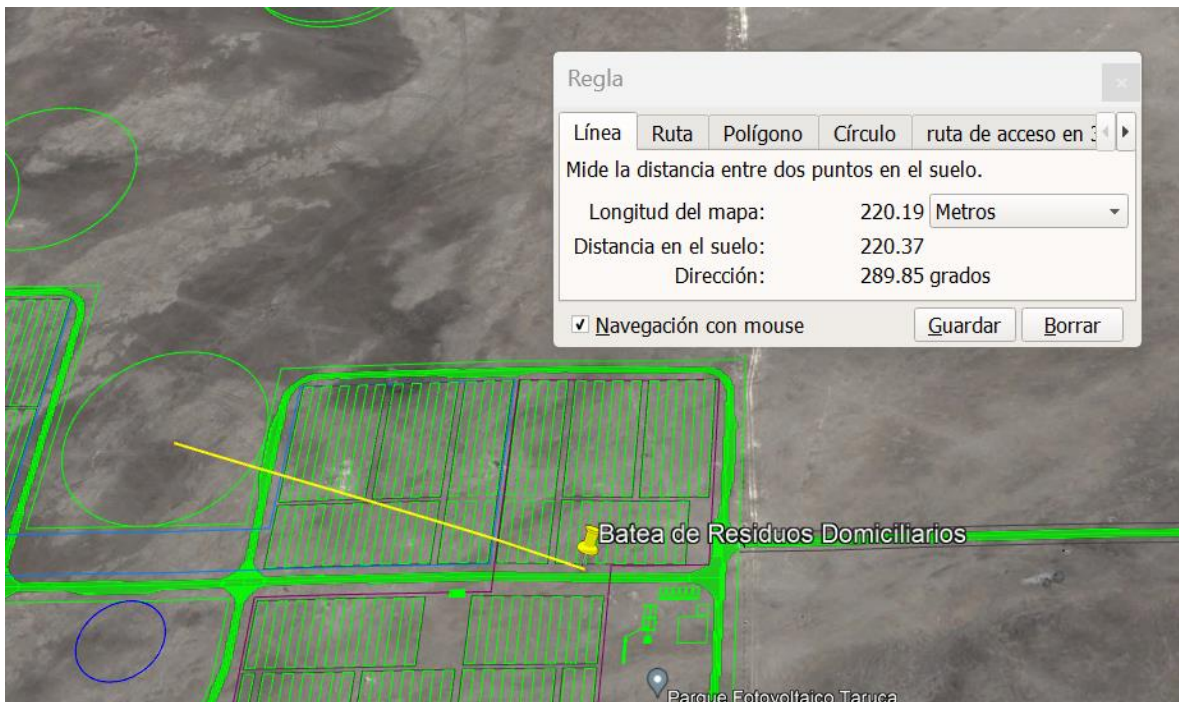 Regla
Línea Ruta Polígono Círculo ruta de acceso en
Mide la distancia entre dos puntos en el suelo.
Longitud del mapa: 220.19 Metros
Distancia en el suelo: 220.37
Dirección: 289.85 grados
Navegación con mouse Guardar Borrar
Batea de Residuos Domiciliarios
Parque Fotovoltaico Taruca